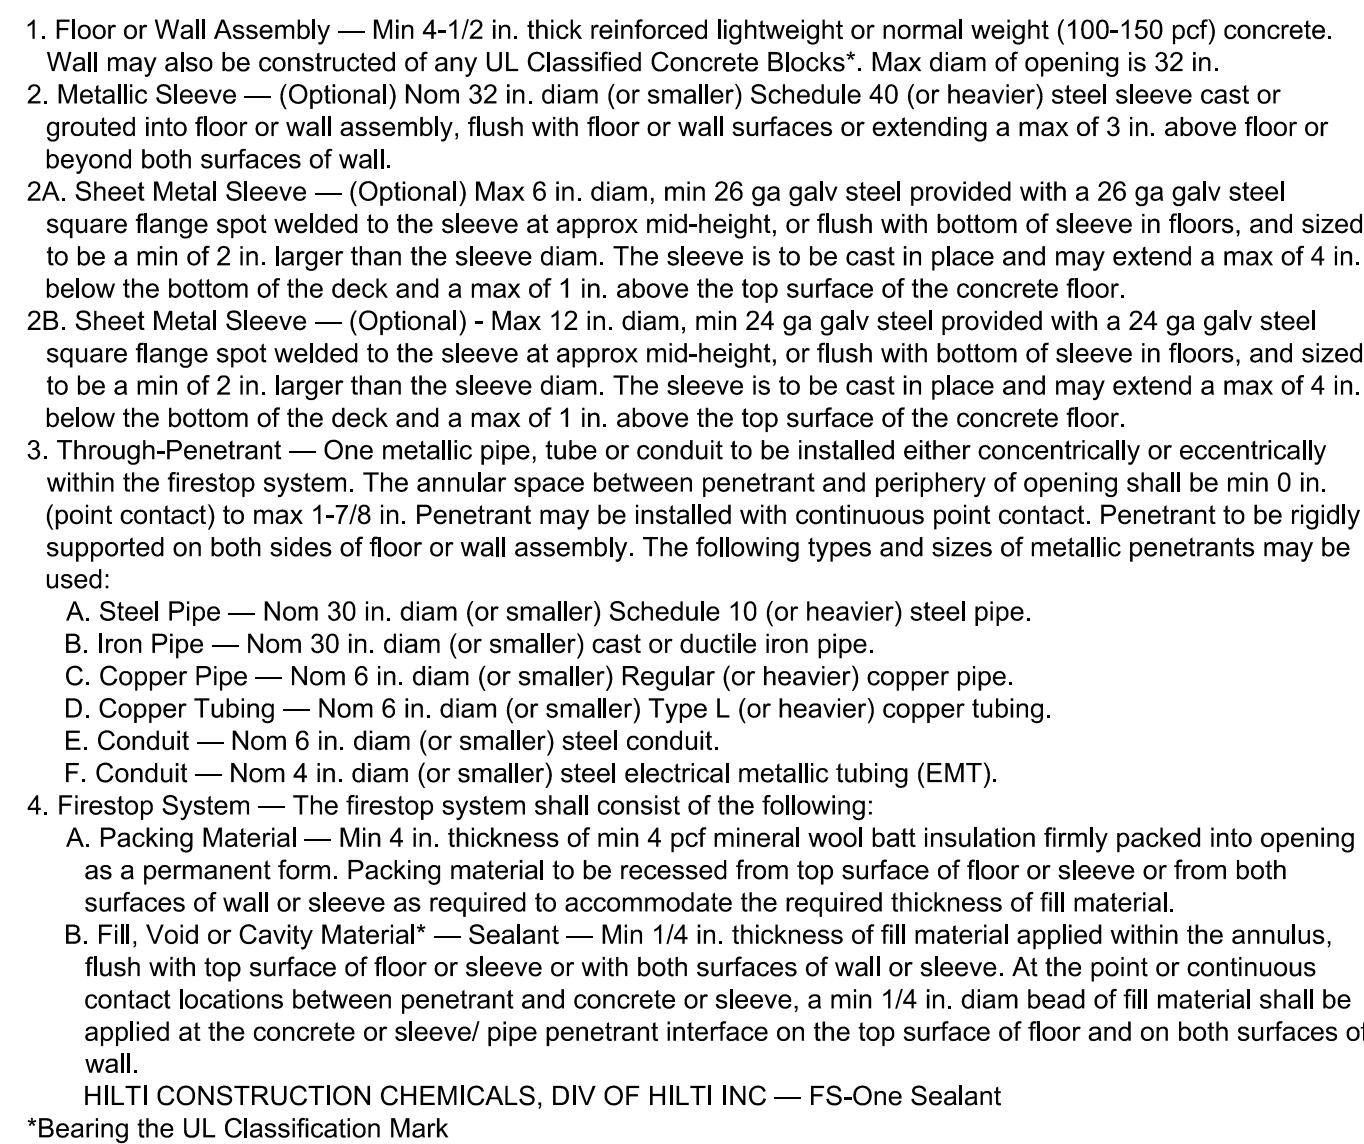 1. Floor or Wall Assembly — Min 4-1/2 in. thick reinforced lightweight or normal weight (100-150 pcf) concrete.
Wall may also be constructed of any UL Classified Concrete Blocks*. Max diam of opening is 32 in.
2. Metallic Sleeve — (Optional) Nom 32 in. diam (or smaller) Schedule 40 (or heavier) steel sleeve cast or
grouted into floor or wall assembly, flush with floor or wall surfaces or extending a max of 3 in. above floor or
beyond both surfaces of wall.
2A. Sheet Metal Sleeve — (Optional) Max 6 in. diam, min 26 ga galv steel provided with a 26 ga galv steel
square flange spot welded to the sleeve at approx mid-height, or flush with bottom of sleeve in floors, and sized
to be a min of 2 in. larger than the sleeve diam. The sleeve is to be cast in place and may extend a max of 4 in.
below the bottom of the deck and a max of 1 in. above the top surface of the concrete floor.
2B. Sheet Metal Sleeve — (Optional) - Max 12 in. diam, min 24 ga galv steel provided with a 24 ga galv steel
square flange spot welded to the sleeve at approx mid-height, or flush with bottom of sleeve in floors, and sized
to be a min of 2 in. larger than the sleeve diam. The sleeve is to be cast in place and may extend a max of 4 in.
below the bottom of the deck and a max of 1 in. above the top surface of the concrete floor.
3. Through-Penetrant — One metallic pipe, tube or conduit to be installed either concentrically or eccentrically
within the firestop system. The annular space between penetrant and periphery of opening shall be min 0 in.
(point contact) to max 1-7/8 in. Penetrant may be installed with continuous point contact. Penetrant to be rigidly
supported on both sides of floor or wall assembly. The following types and sizes of metallic penetrants may be
used:
A. Steel Pipe — Nom 30 in. diam (or smaller) Schedule 10 (or heavier) steel pipe.
B. Iron Pipe — Nom 30 in. diam (or smaller) cast or ductile iron pipe.
C. Copper Pipe — Nom 6 in. diam (or smaller) Regular (or heavier) copper pipe.
D. Copper Tubing — Nom 6 in. diam (or smaller) Type L (or heavier) copper tubing.
E. Conduit — Nom 6 in. diam (or smaller) steel conduit.
F. Conduit — Nom 4 in. diam (or smaller) steel electrical metallic tubing (EMT).
4. Firestop System — The firestop system shall consist of the following:
A. Packing Material — Min 4 in. thickness of min 4 pcf mineral wool batt insulation firmly packed into opening
as a permanent form. Packing material to be recessed from top surface of floor or sleeve or from both
surfaces of wall or sleeve as required to accommodate the required thickness of fill material.
B. Fill, Void or Cavity Material* — Sealant — Min 1/4 in. thickness of fill material applied within the annulus,
flush with top surface of floor or sleeve or with both surfaces of wall or sleeve. At the point or continuous
contact locations between penetrant and concrete or sleeve, a min 1/4 in. diam bead of fill material shall be
applied at the concrete or sleeve/ pipe penetrant interface on the top surface of floor and on both surfaces of
wall.
HILTI CONSTRUCTION CHEMICALS, DIV OF HILTI INC — FS-One Sealant
*Bearing the UL Classification Mark